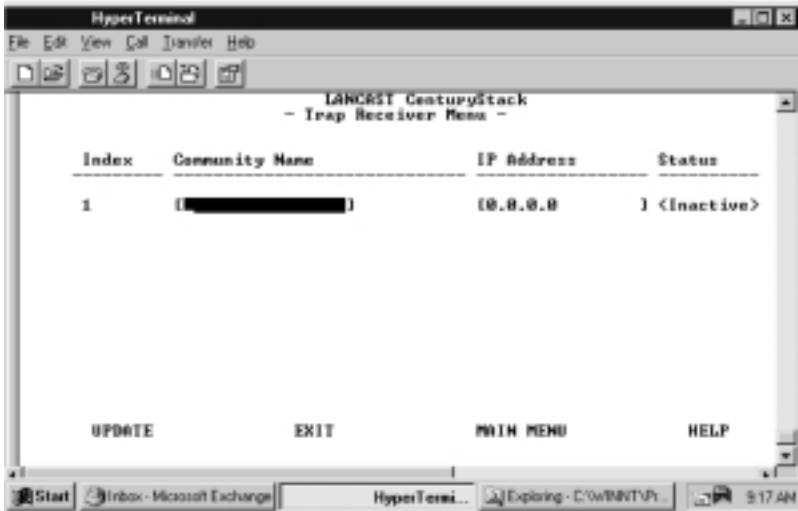 HyperTerminal
File Edit View Call Transfer Help
LANCAST CenturyStack
- Trap Receiver Menu -
Index Community Name IP Address Status
1 [ ] [0.0.0.0 ] <Inactive>
UPDATE EXIT MAIN MENU HELP
Start Inbox - Microsoft Exchange HyperTermi... Exploring - C:\WINNT\Pr... 9:17 AM